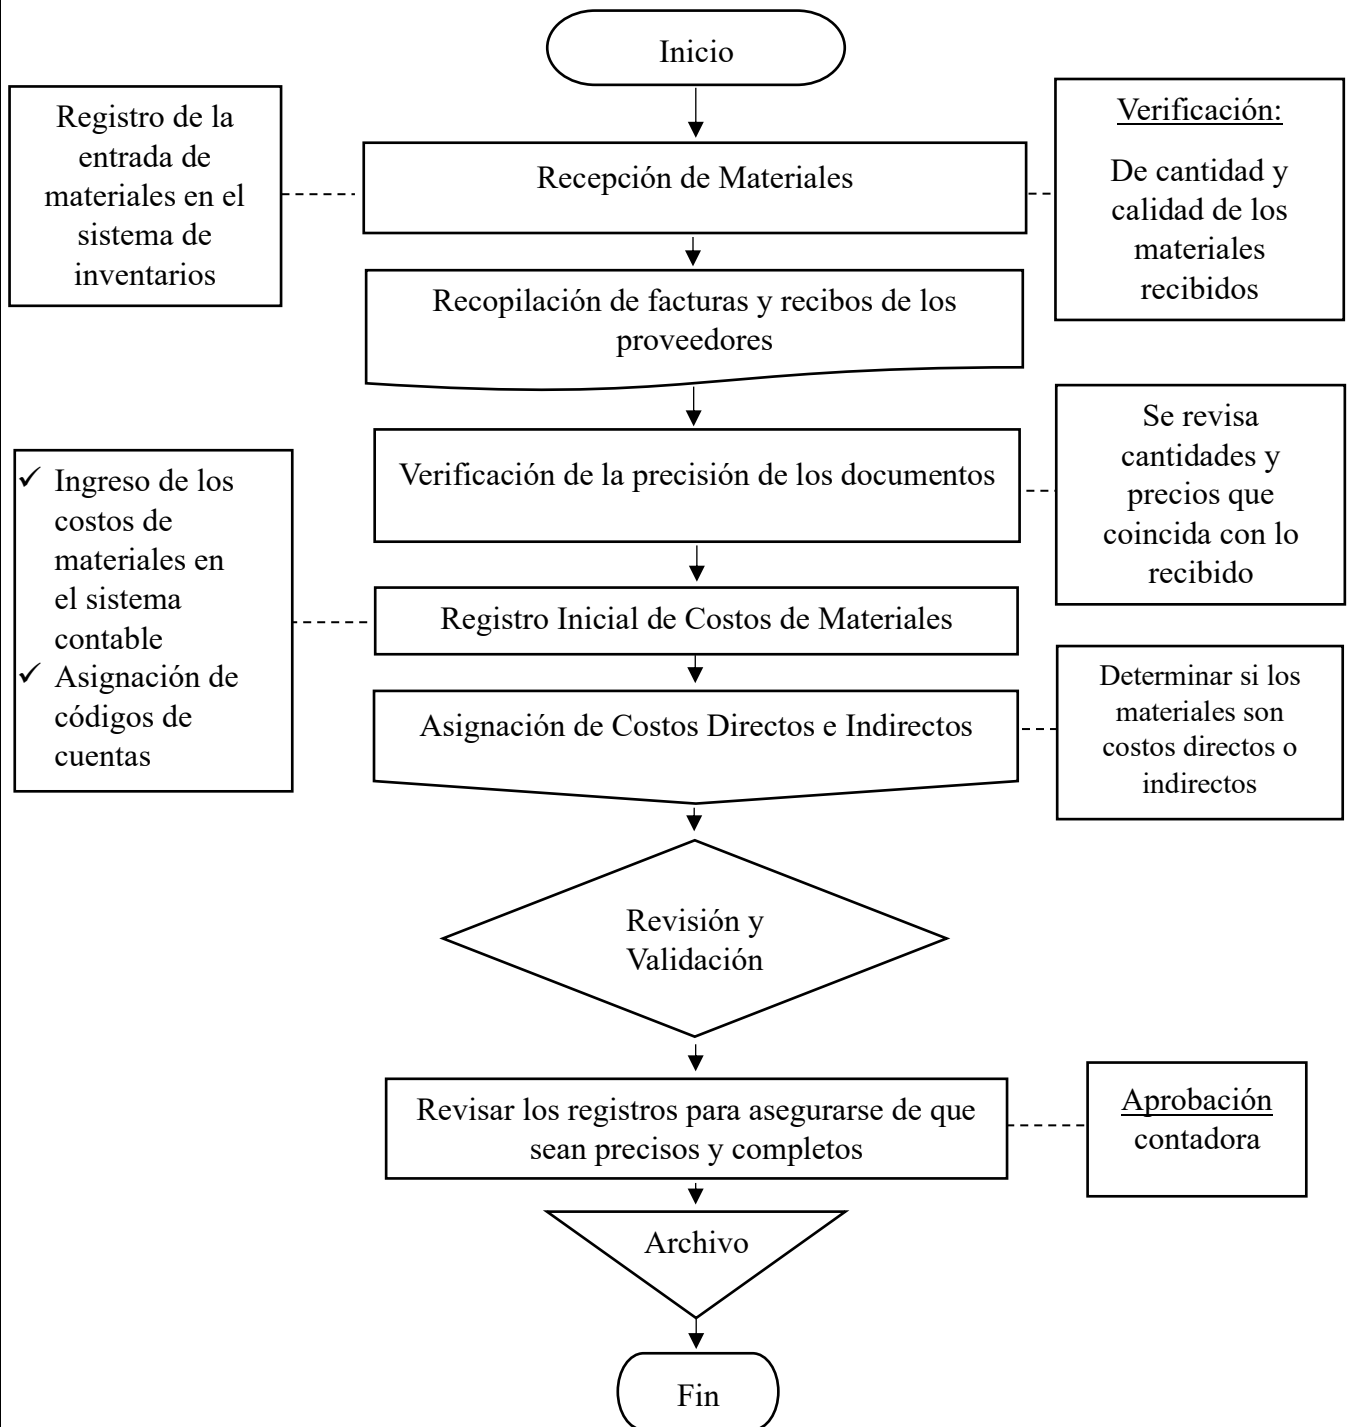 Inicio
Registro de la
entrada de
materiales en el
sistema de
inventarios
Recepción de Materiales
Verificación:
De cantidad y
calidad de los
materiales
recibidos
Recopilación de facturas y recibos de los
proveedores
Verificación de la precisión de los documentos
Se revisa
cantidades y
precios que
coincida con lo
recibido
✓ Ingreso de los
costos de
materiales en
el sistema
contable
✓ Asignación de
códigos de
cuentas
Registro Inicial de Costos de Materiales
Asignación de Costos Directos e Indirectos
Determinar si los
materiales son
costos directos o
indirectos
Revisión y
Validación
Revisar los registros para asegurarse de que
sean precisos y completos
Aprobación
contadora
Archivo
Fin